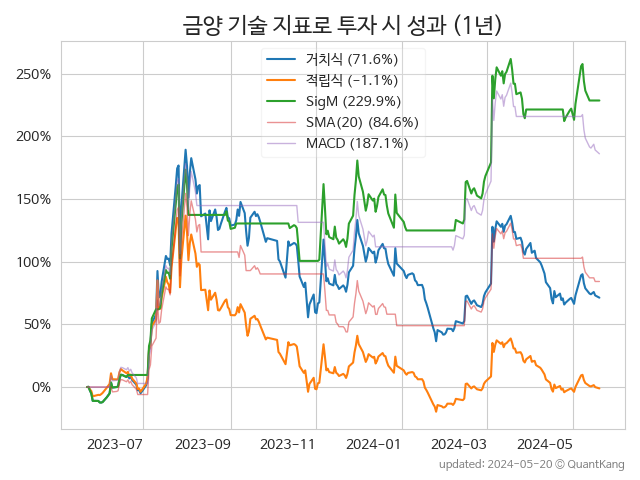 금양 기술 지표로 투자 시 성과 (1년)
거치식 (71.6%)
적립식 (−1.1%)
SigM (229.9%)
SMA(20) (84.6%)
MACD (187.1%)
250%
200%
150%
100%
50%
0%
2023-07 2023-09 2023-11 2024-01 2024-03 2024-05
updated: 2024-05-20 © QuantKang